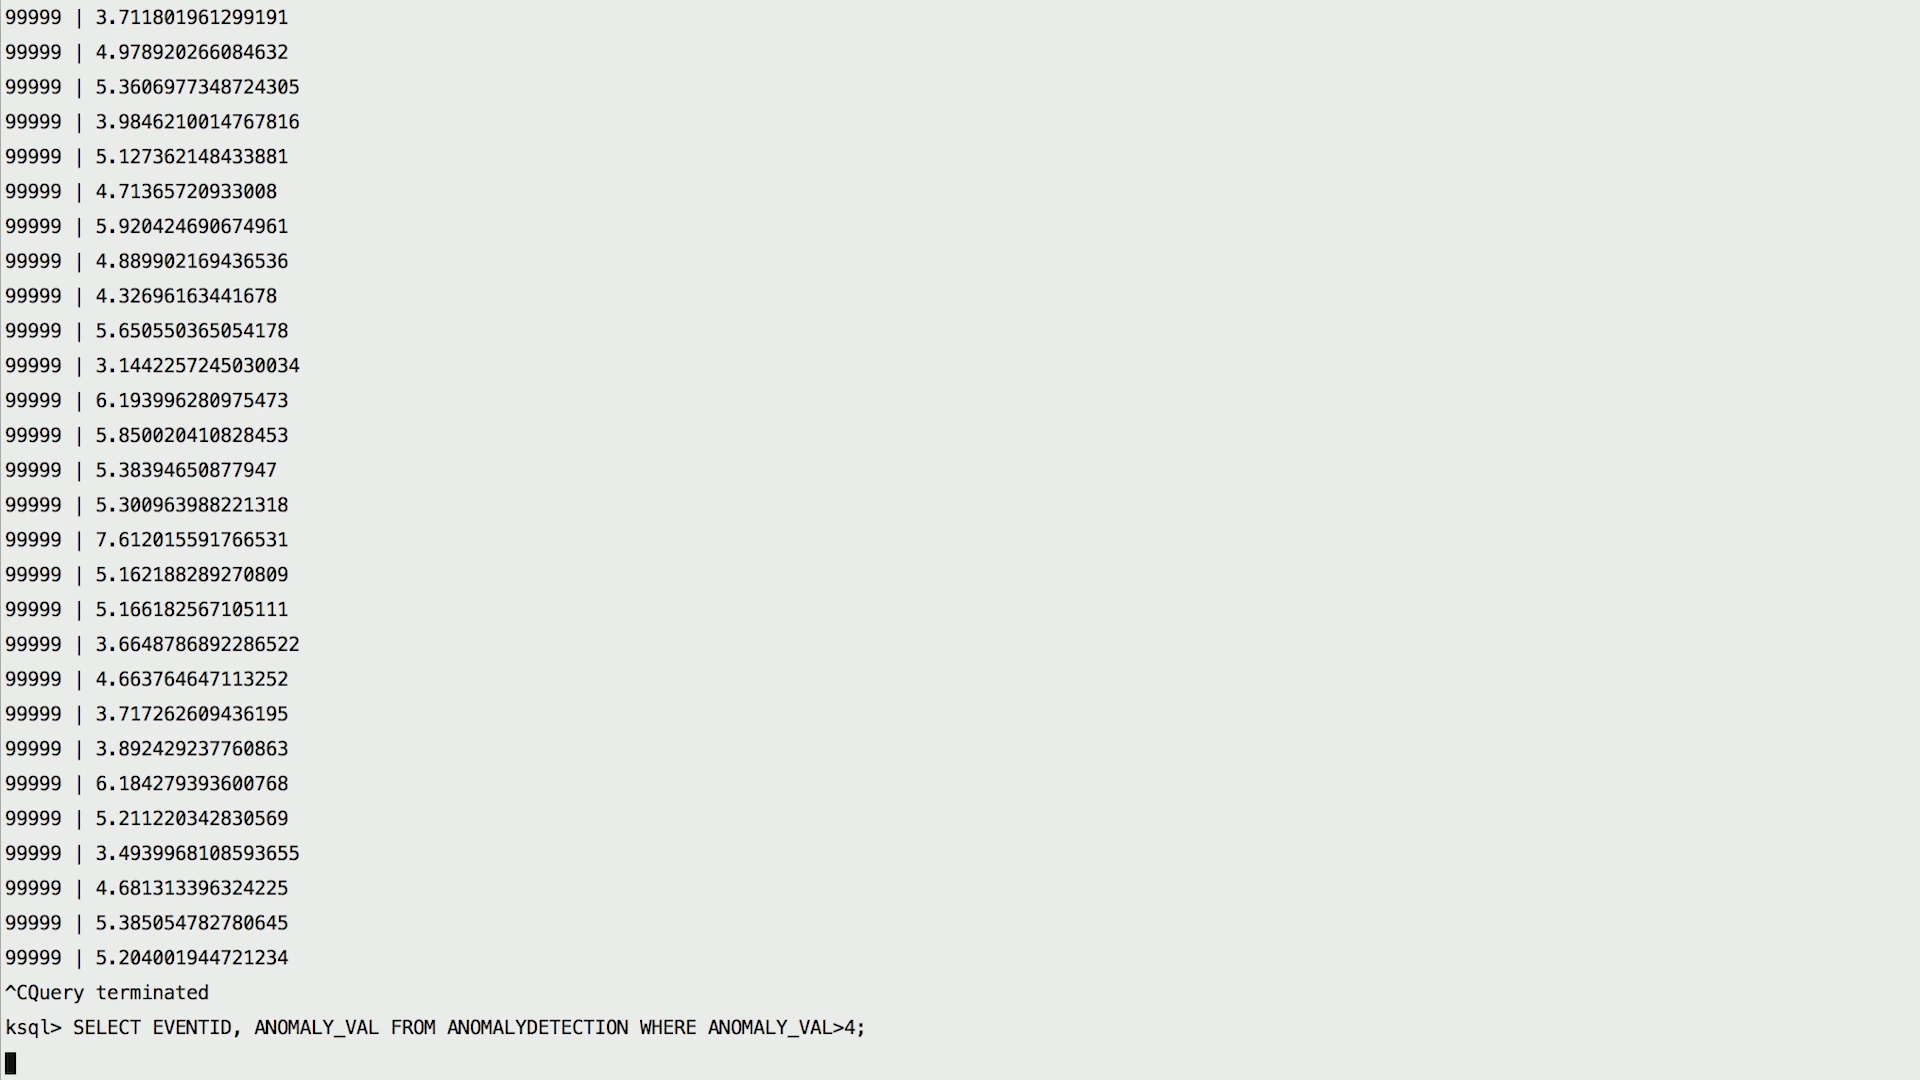 99999 | 3.711801961299191
99999 | 4.978920266084632
99999 | 5.3606977348724305
99999 | 3.9846210014767816
99999 | 5.127362148433881
99999 | 4.71365720933008
99999 | 5.920424690674961
99999 | 4.889902169436536
99999 | 4.32696163441678
99999 | 5.650550365054178
99999 | 3.1442257245030034
99999 | 6.193996280975473
99999 | 5.850020410828453
99999 | 5.38394650877947
99999 | 5.300963988221318
99999 | 7.612015591766531
99999 | 5.162188289270809
99999 | 5.166182567105111
99999 | 3.6648786892286522
99999 | 4.663764647113252
99999 | 3.717262609436195
99999 | 3.892429237760863
99999 | 6.184279393600768
99999 | 5.211220342830569
99999 | 3.4939968108593655
99999 | 4.681313396324225
99999 | 5.385054782780645
99999 | 5.204001944721234
^CQuery terminated
ksql> SELECT EVENTID, ANOMALY_VAL FROM ANOMALYDETECTION WHERE ANOMALY_VAL>4;